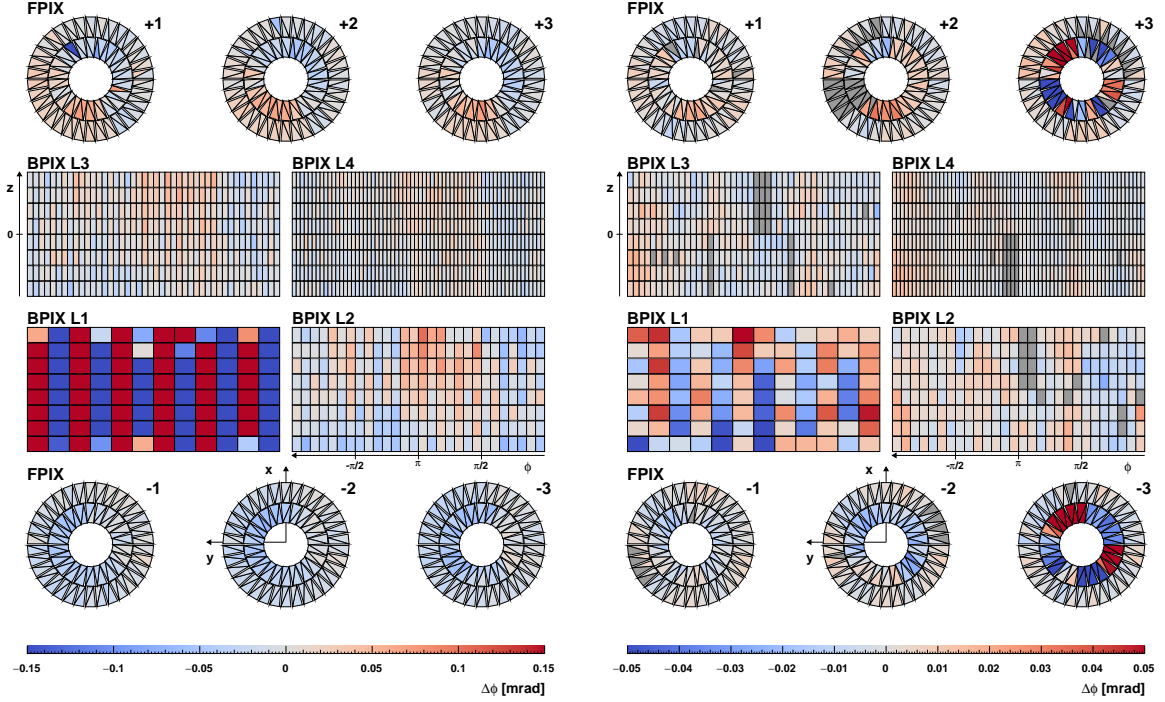 FPIX
+1 +2 +3
BPIX L3 BPIX L4
z
0
BPIX L1 BPIX L2
-π/2 π π/2 ϕ
FPIX
x
-1 -2 -3
y
−0.15 −0.1 −0.05 0 0.05 0.1 0.15
Δϕ [mrad]
FPIX
+1 +2 +3
BPIX L3 BPIX L4
z
0
BPIX L1 BPIX L2
-π/2 π π/2 ϕ
FPIX
x
-1 -2 -3
y
−0.05 −0.04 −0.03 −0.02 −0.01 0 0.01 0.02 0.03 0.04 0.05
Δϕ [mrad]